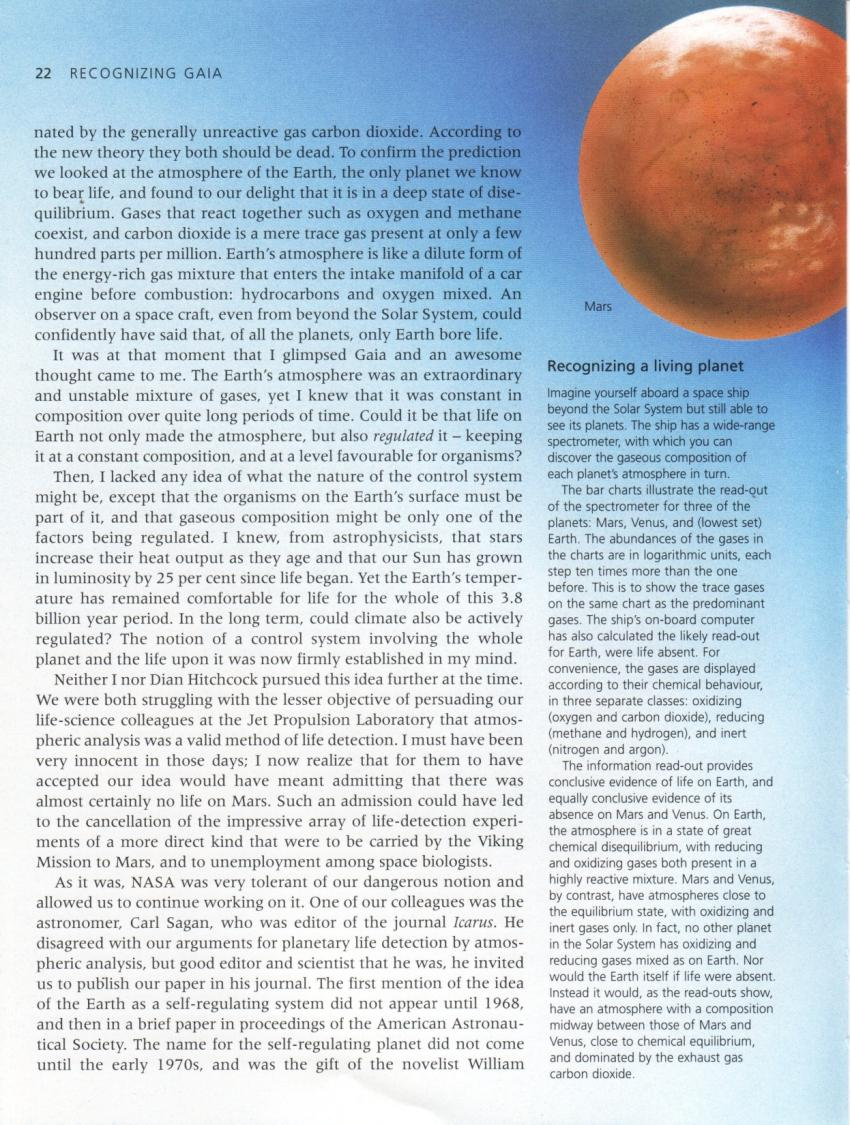 22 RECOGNIZING GAIA
nated by the generally unreactive gas carbon dioxide. According to
the new theory they both should be dead. To confirm the prediction
we looked at the atmosphere of the Earth, the only planet we know
to bear life, and found to our delight that it is in a deep state of dise-
quilibrium. Gases that react together such as oxygen and methane
coexist, and carbon dioxide is a mere trace gas present at only a few
hundred parts per million. Earth's atmosphere is like a dilute form of
the energy-rich gas mixture that enters the intake manifold of a car
engine before combustion: hydrocarbons and oxygen mixed. An
observer on a space craft, even from beyond the Solar System, could
confidently have said that, of all the planets, only Earth bore life.
It was at that moment that I glimpsed Gaia and an awesome
thought came to me. The Earth's atmosphere was an extraordinary
and unstable mixture of gases, yet I knew that it was constant in
composition over quite long periods of time. Could it be that life on
Earth not only made the atmosphere, but also regulated it – keeping
it at a constant composition, and at a level favourable for organisms?
Then, I lacked any idea of what the nature of the control system
might be, except that the organisms on the Earth's surface must be
part of it, and that gaseous composition might be only one of the
factors being regulated. I knew, from astrophysicists, that stars
increase their heat output as they age and that our Sun has grown
in luminosity by 25 per cent since life began. Yet the Earth's temper-
ature has remained comfortable for life for the whole of this 3.8
billion year period. In the long term, could climate also be actively
regulated? The notion of a control system involving the whole
planet and the life upon it was now firmly established in my mind.
Neither I nor Dian Hitchcock pursued this idea further at the time.
We were both struggling with the lesser objective of persuading our
life-science colleagues at the Jet Propulsion Laboratory that atmos-
pheric analysis was a valid method of life detection. I must have been
very innocent in those days; I now realize that for them to have
accepted our idea would have meant admitting that there was
almost certainly no life on Mars. Such an admission could have led
to the cancellation of the impressive array of life-detection experi-
ments of a more direct kind that were to be carried by the Viking
Mission to Mars, and to unemployment among space biologists.
As it was, NASA was very tolerant of our dangerous notion and
allowed us to continue working on it. One of our colleagues was the
astronomer, Carl Sagan, who was editor of the journal Icarus. He
disagreed with our arguments for planetary life detection by atmos-
pheric analysis, but good editor and scientist that he was, he invited
us to publish our paper in his journal. The first mention of the idea
of the Earth as a self-regulating system did not appear until 1968,
and then in a brief paper in proceedings of the American Astronau-
tical Society. The name for the self-regulating planet did not come
until the early 1970s, and was the gift of the novelist William
Mars
Recognizing a living planet
Imagine yourself aboard a space ship
beyond the Solar System but still able to
see its planets. The ship has a wide-range
spectrometer, with which you can
discover the gaseous composition of
each planet's atmosphere in turn.
The bar charts illustrate the read-out
of the spectrometer for three of the
planets: Mars, Venus, and (lowest set)
Earth. The abundances of the gases in
the charts are in logarithmic units, each
step ten times more than the one
before. This is to show the trace gases
on the same chart as the predominant
gases. The ship's on-board computer
has also calculated the likely read-out
for Earth, were life absent. For
convenience, the gases are displayed
according to their chemical behaviour,
in three separate classes: oxidizing
(oxygen and carbon dioxide), reducing
(methane and hydrogen), and inert
(nitrogen and argon).
The information read-out provides
conclusive evidence of life on Earth, and
equally conclusive evidence of its
absence on Mars and Venus. On Earth,
the atmosphere is in a state of great
chemical disequilibrium, with reducing
and oxidizing gases both present in a
highly reactive mixture. Mars and Venus,
by contrast, have atmospheres close to
the equilibrium state, with oxidizing and
inert gases only. In fact, no other planet
in the Solar System has oxidizing and
reducing gases mixed as on Earth. Nor
would the Earth itself if life were absent.
Instead it would, as the read-outs show,
have an atmosphere with a composition
midway between those of Mars and
Venus, close to chemical equilibrium,
and dominated by the exhaust gas
carbon dioxide.